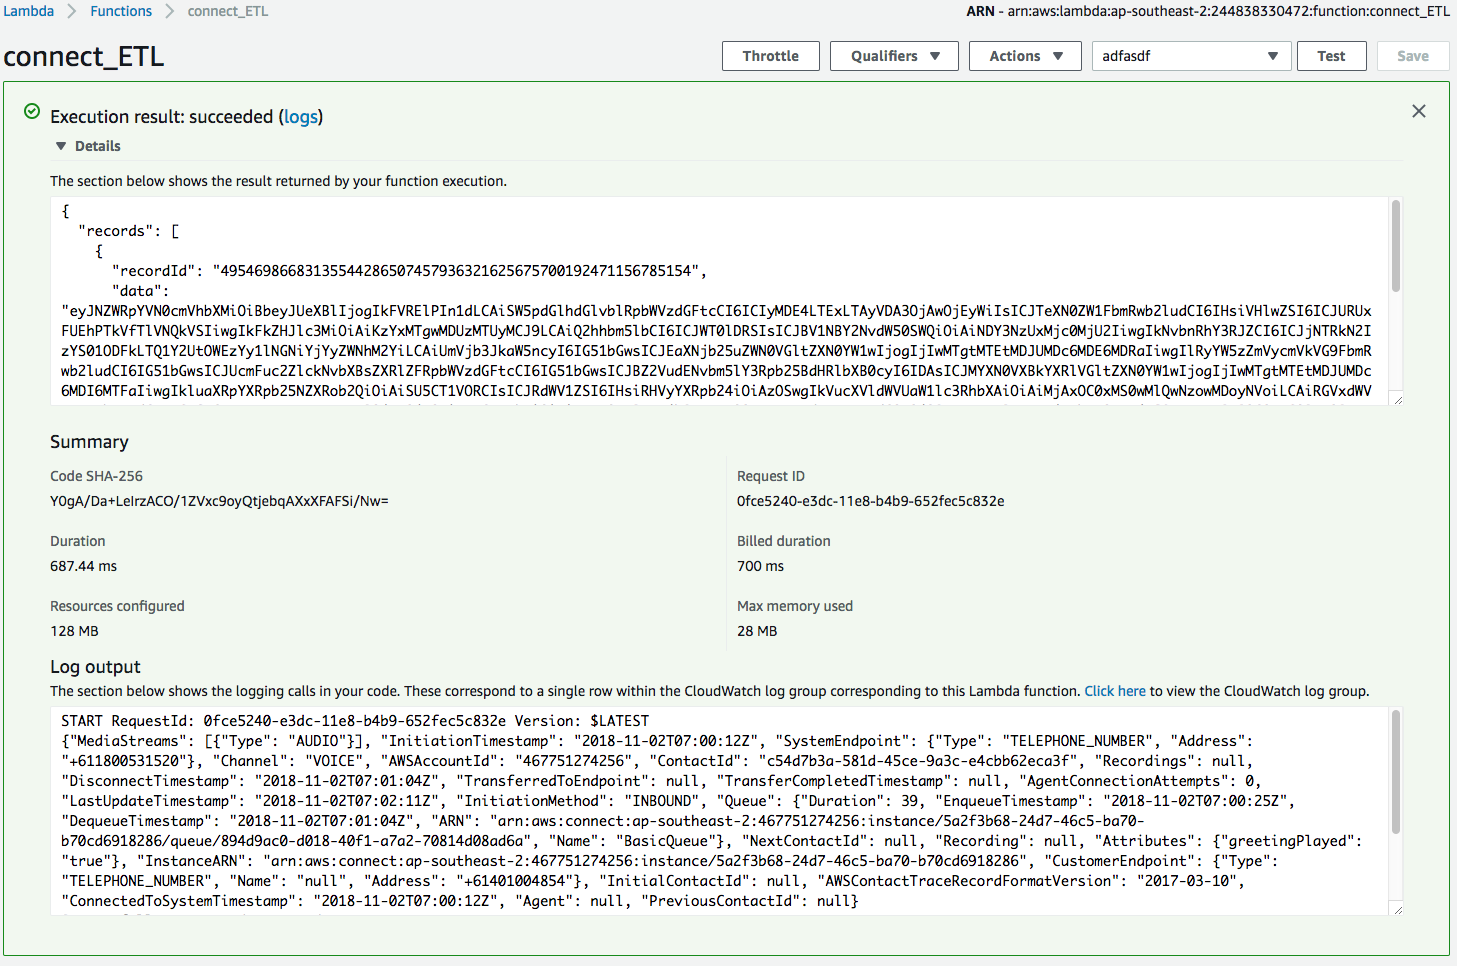 Lambda > Functions > connect_ETL
ARN - arn:aws:lambda:ap-southeast-2:244838330472:function:connect_ETL
connect_ETL
Throttle
Qualifiers
Actions
adfasdf
Test
Save
Execution result: succeeded (logs)
Details
The section below shows the result returned by your function execution.
{
"records": [
{
"recordId": "49546986683135544286507457936321625675700192471156785154",
"data":
"eyJNZWRpYVN0cmVhbXMiOiBbeyJUeXBlIjogIkFVRElPIn1dLCAiSW5pdGlhdGlvblRpbWVzdGFtcCI6ICIyMDE4LTExLTAyVDA3OjAwOjEyWiIsICJTeXN0ZW1FbmRwb2ludCI6IHsiVHlwZSI6ICJURUx
FUEhPTkVfTlVNQkVSIiwgIkFkZHJlc3MiOiAiKzYxMTgwMDUzMTUyMCJ9LCAiQ2hhbm5lbCI6ICJWT0lDRSIsICJBV1NBY2NvdW50SWQiOiAiNDY3NzUxMjc0MjU2IiwgIkNvbnRhY3RJZCI6ICJjNTRkN2I
zYS01ODFkLTQ1Y2UtOWEzYy1lNGNiYjYyZWNhM2YiLCAiUmVjb3JkaW5ncyI6IG51bGwsICJEaXNjb25uZWN0VGltZXN0YW1wIjogIjIwMTgtMTEtMDJUMDc6MDE6MDRaIiwgIlRyYW5zZmVycmVkVG9FbmR
wb2ludCI6IG51bGwsICJUcmFuc2ZlckNvbXBsZXRlZFRpbWVzdGFtcCI6IG51bGwsICJBZ2VudENvbm5lY3Rpb25BdHRlbXB0cyI6IDAsICJMYXN0VXBkYXRlVGltZXN0YW1wIjogIjIwMTgtMTEtMDJUMDc
6MDI6MTFaIiwgIkluaXRpYXRpb25NZXRob2QiOiAiSU5CT1VORCIsICJRdWV1ZSI6IHsiRHVyYXRpb24iOiAzOSwgIkVucXVldWVUaW1lc3RhbXAiOiAiMjAxOC0xMS0wMlQwNzowMDoyNVoiLCAiRGVxdWV
Summary
Code SHA-256
Y0gA/Da+LeIrzACO/1ZVxc9oyQtjebqAXxXFAFSi/Nw=
Request ID
0fce5240-e3dc-11e8-b4b9-652fec5c832e
Duration
687.44 ms
Billed duration
700 ms
Resources configured
128 MB
Max memory used
28 MB
Log output
The section below shows the logging calls in your code. These correspond to a single row within the CloudWatch log group corresponding to this Lambda function. Click here to view the CloudWatch log group.
START RequestId: 0fce5240-e3dc-11e8-b4b9-652fec5c832e Version: $LATEST
{"MediaStreams": [{"Type": "AUDIO"}], "InitiationTimestamp": "2018-11-02T07:00:12Z", "SystemEndpoint": {"Type": "TELEPHONE_NUMBER", "Address":
"+611800531520"}, "Channel": "VOICE", "AWSAccountId": "467751274256", "ContactId": "c54d7b3a-581d-45ce-9a3c-e4cbb62eca3f", "Recordings": null,
"DisconnectTimestamp": "2018-11-02T07:01:04Z", "TransferredToEndpoint": null, "TransferCompletedTimestamp": null, "AgentConnectionAttempts": 0,
"LastUpdateTimestamp": "2018-11-02T07:02:11Z", "InitiationMethod": "INBOUND", "Queue": {"Duration": 39, "EnqueueTimestamp": "2018-11-02T07:00:25Z",
"DequeueTimestamp": "2018-11-02T07:01:04Z", "ARN": "arn:aws:connect:ap-southeast-2:467751274256:instance/5a2f3b68-24d7-46c5-ba70-
b70cd6918286/queue/894d9ac0-d018-40f1-a7a2-70814d08ad6a", "Name": "BasicQueue"}, "NextContactId": null, "Recording": null, "Attributes": {"greetingPlayed":
"true"}, "InstanceARN": "arn:aws:connect:ap-southeast-2:467751274256:instance/5a2f3b68-24d7-46c5-ba70-b70cd6918286", "CustomerEndpoint": {"Type":
"TELEPHONE_NUMBER", "Name": "null", "Address": "+61401004854"}, "InitialContactId": null, "AWSContactTraceRecordFormatVersion": "2017-03-10",
"ConnectedToSystemTimestamp": "2018-11-02T07:00:12Z", "Agent": null, "PreviousContactId": null}